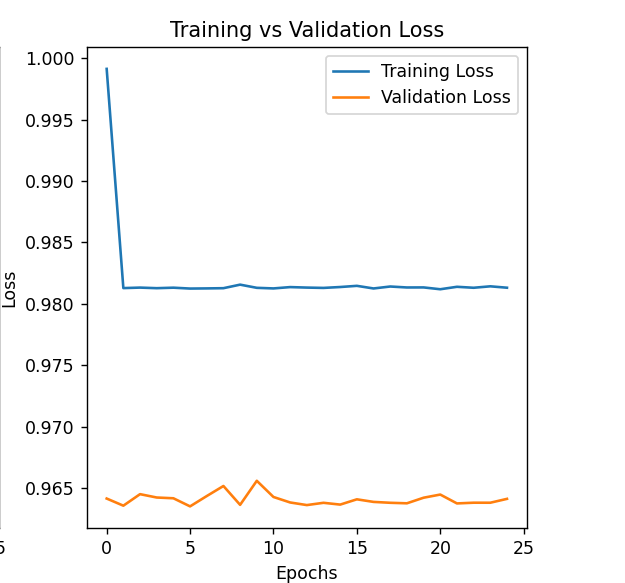 Training vs Validation Loss
1.000
0.995
0.990
0.985
0.980
0.975
0.970
0.965
Loss
Training Loss
Validation Loss
5
0 5 10 15 20 25
Epochs